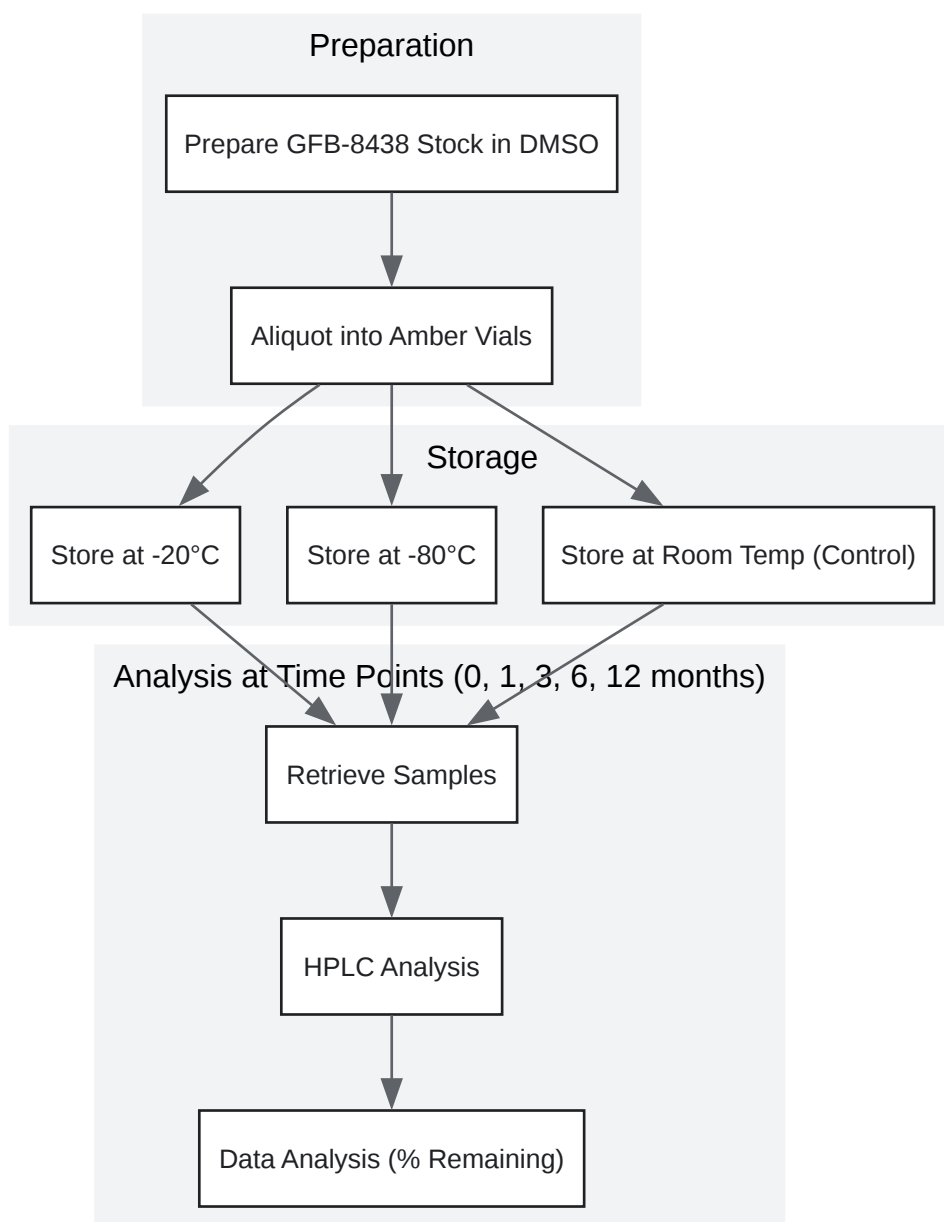 Preparation
Prepare GFB-8438 Stock in DMSO
Aliquot into Amber Vials
Storage
Store at -20°C
Store at -80°C
Store at Room Temp (Control)
Analysis at Time Points (0, 1, 3, 6, 12 months)
Retrieve Samples
HPLC Analysis
Data Analysis (% Remaining)